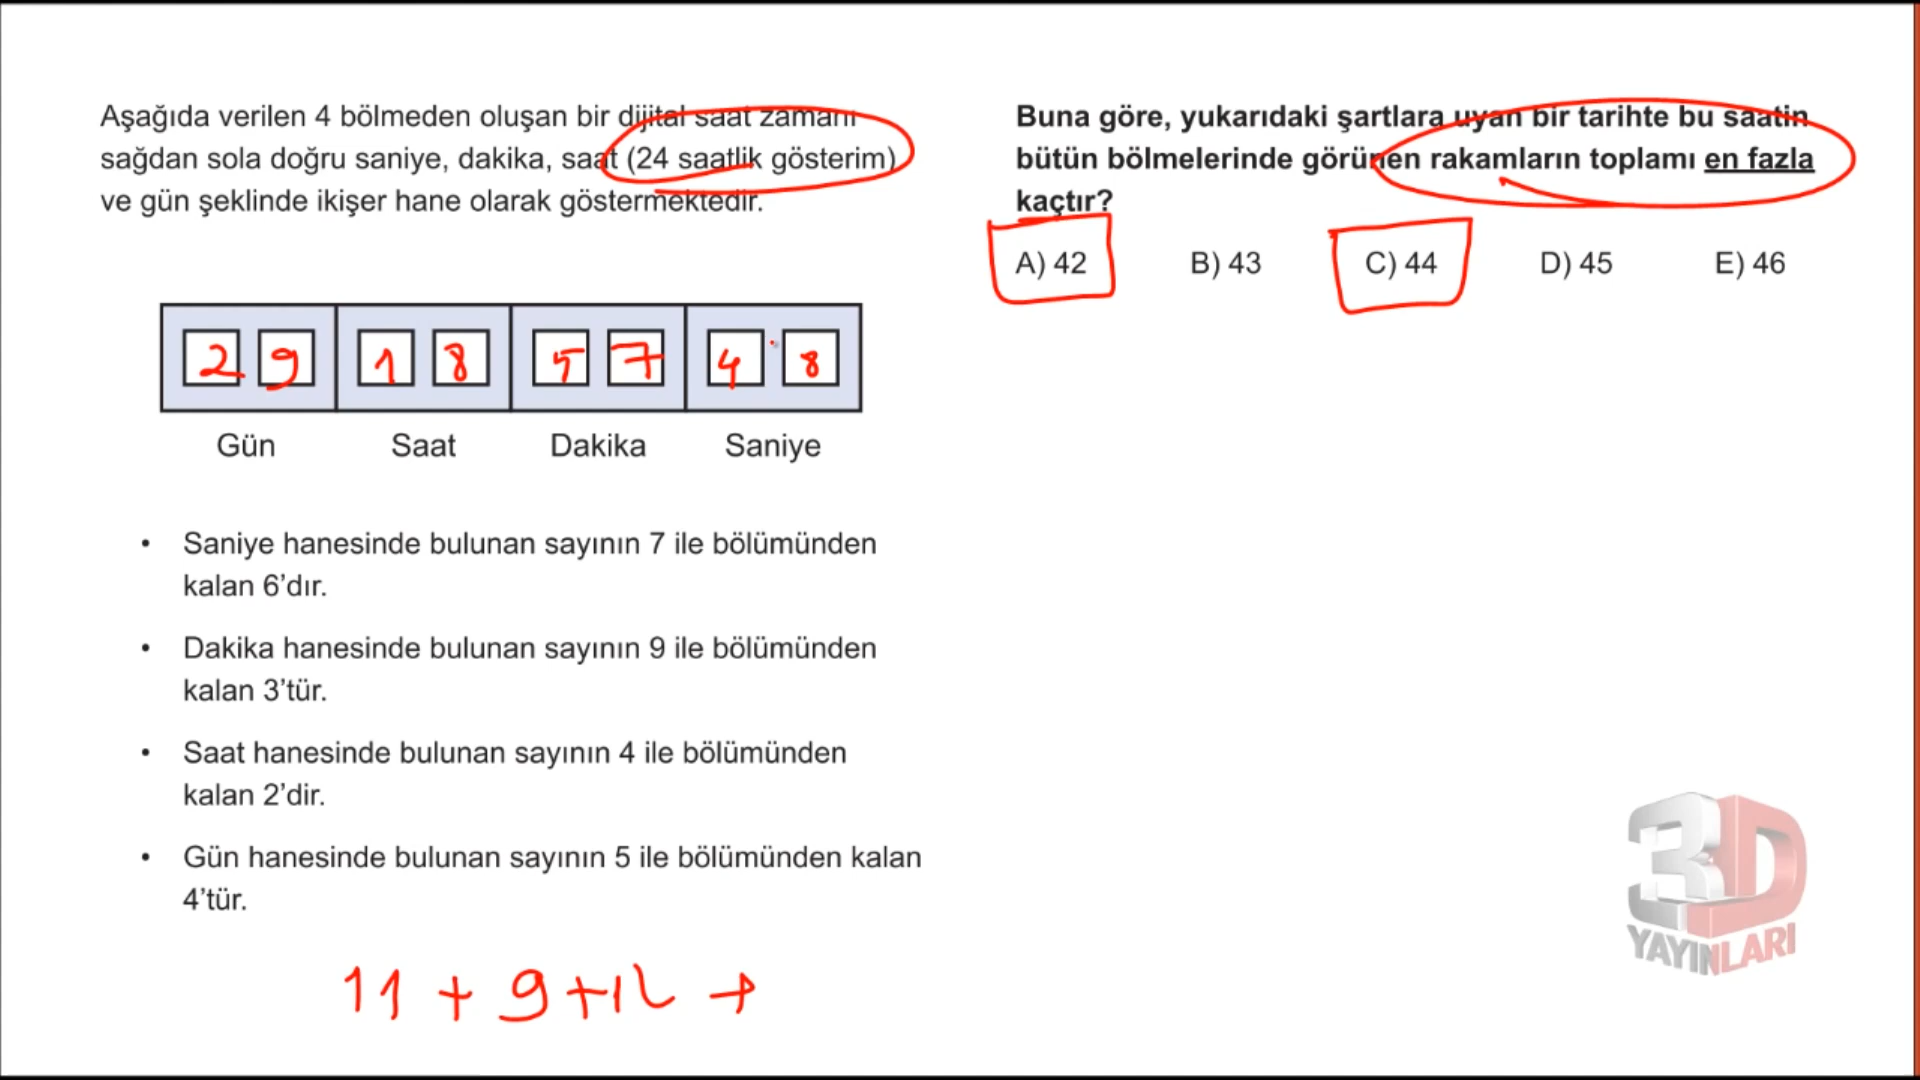 Aşağıda verilen 4 bölmeden oluşan bir dijital saat zamanı
sağdan sola doğru saniye, dakika, saat (24 saatlik gösterim)
ve gün şeklinde ikişer hane olarak göstermektedir.
2 9 1 8 5 7 4 8
Gün Saat Dakika Saniye
• Saniye hanesinde bulunan sayının 7 ile bölümünden
kalan 6’dır.
• Dakika hanesinde bulunan sayının 9 ile bölümünden
kalan 3’tür.
• Saat hanesinde bulunan sayının 4 ile bölümünden
kalan 2’dir.
• Gün hanesinde bulunan sayının 5 ile bölümünden kalan
4’tür.
11 + 9 + 12 +
Buna göre, yukarıdaki şartlara uyan bir tarihte bu saatin
bütün bölmelerinde görünen rakamların toplamı en fazla
kaçtır?
A) 42 B) 43 C) 44 D) 45 E) 46
3D
YAYINLARI